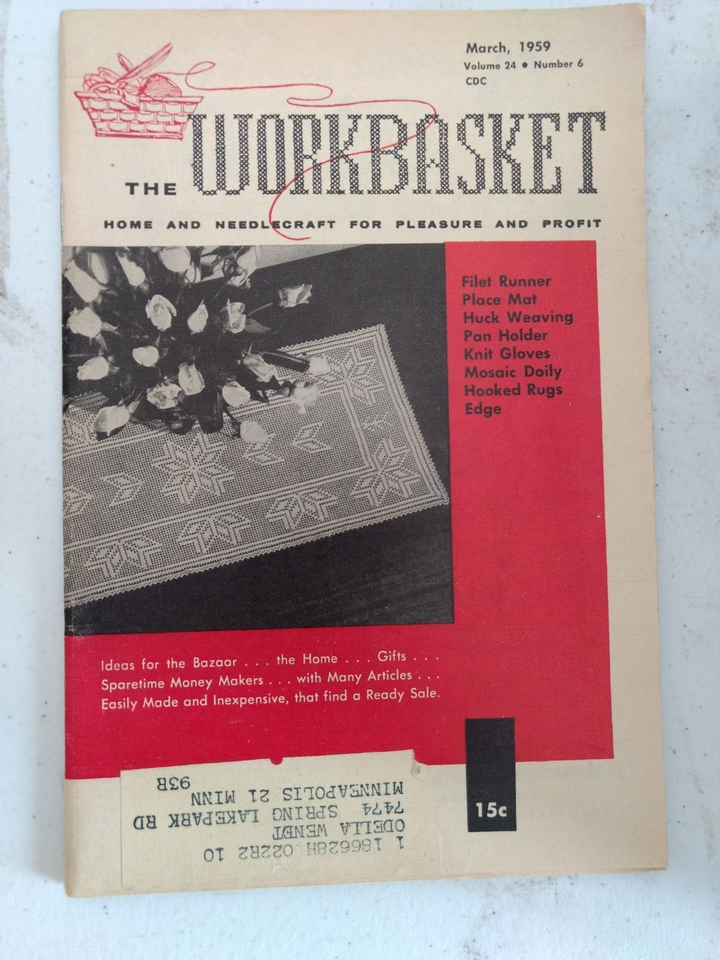 March, 1959
Volume 24 • Number 6
CDC
THE WORKBASKET
HOME AND NEEDLECRAFT FOR PLEASURE AND PROFIT
Filet Runner
Place Mat
Huck Weaving
Pan Holder
Knit Gloves
Mosaic Doily
Hooked Rugs
Edge
Ideas for the Bazaar . . . the Home . . . Gifts . . .
Sparetime Money Makers . . . with Many Articles . . .
Easily Made and Inexpensive, that find a Ready Sale.
15c
1 186628H 022R2 10
ODELLA WENDT
7474 SPRING LAKEPARK RD
MINNEAPOLIS 21 MINN
93R